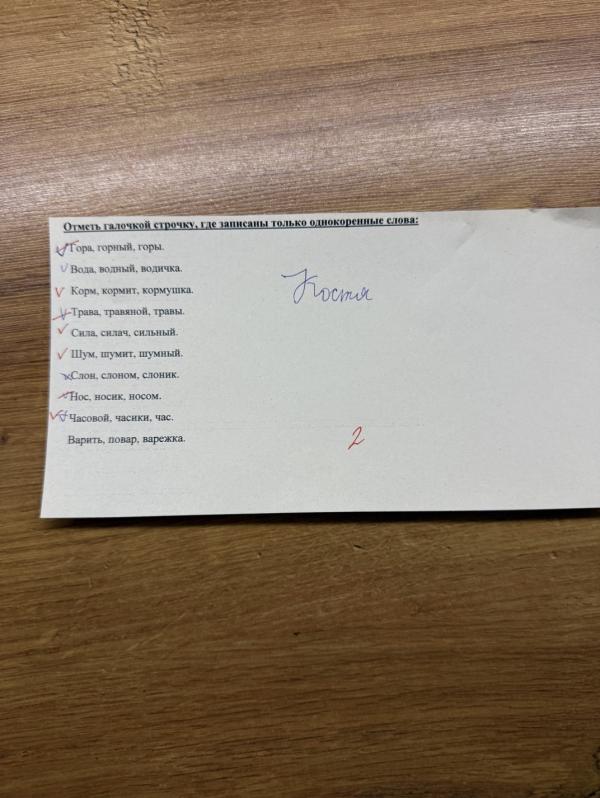 Отметь галочкой строчку, где записаны только однокоренные слова:
Гора, горный, горы.
Вода, водный, водичка.
Корм, кормит, кормушка.
Костя
Трава, травяной, травы.
Сила, силач, сильный.
Шум, шумит, шумный.
Слон, слоном, слоник.
Нос, носик, носом.
Часовой, часики, час.
Варить, повар, варежка.
2